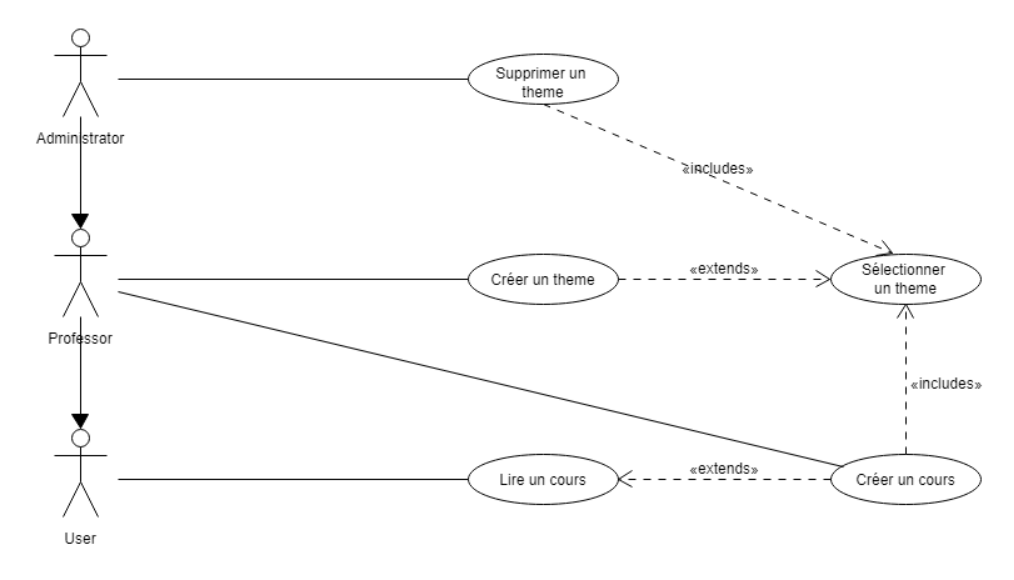 Supprimer un
theme
Administrator
«includes»
Créer un theme
«extends»
Sélectionner
un theme
Professor
«includes»
Lire un cours
«extends»
Créer un cours
User